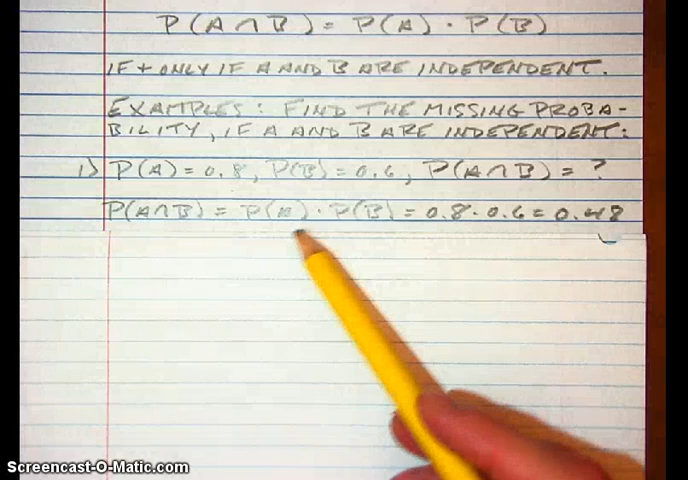 P(A∩B) = P(A) · P(B)
IF + ONLY IF A AND B ARE INDEPENDENT.
EXAMPLES: FIND THE MISSING PROBA-
BILITY, IF A AND B ARE INDEPENDENT:
1) P(A) = 0.8, P(B) = 0.6, P(A∩B) = ?
P(A∩B) = P(A) · P(B) = 0.8 · 0.6 = 0.48
Screencast-O-Matic.com